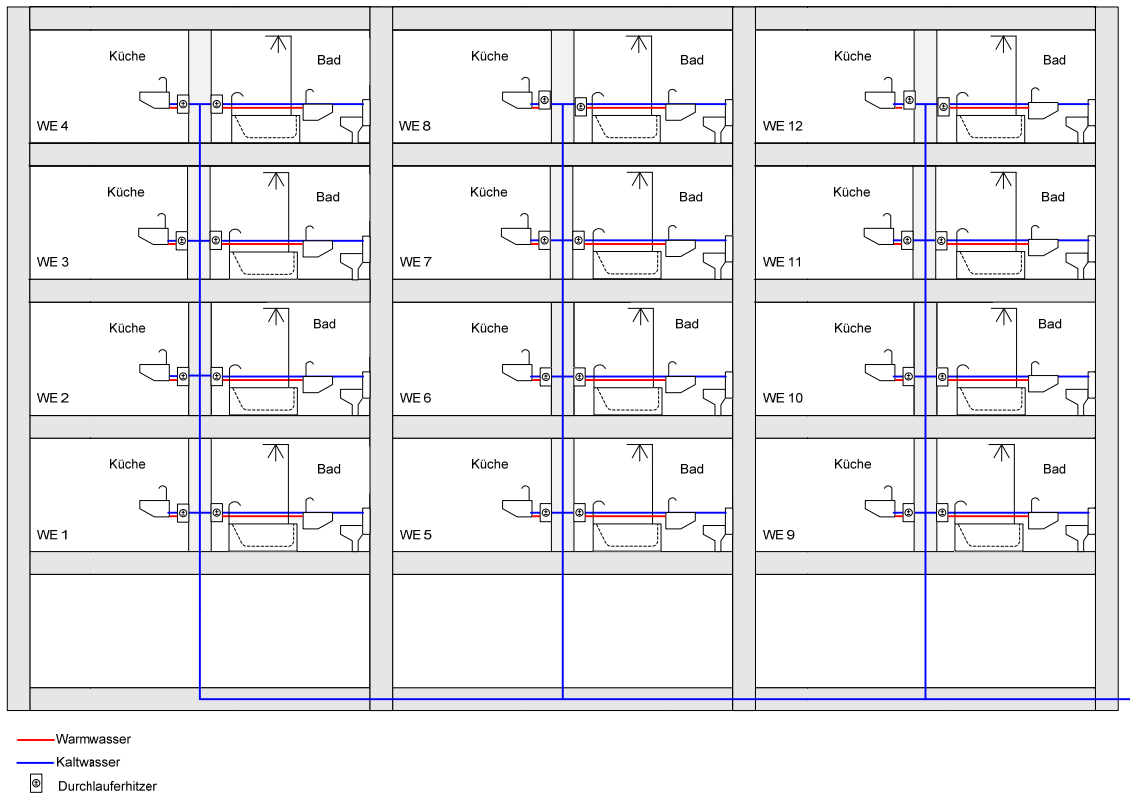 Küche Bad Küche Bad Küche Bad
WE 4 WE 8 WE 12
Küche Bad Küche Bad Küche Bad
WE 3 WE 7 WE 11
Küche Bad Küche Bad Küche Bad
WE 2 WE 6 WE 10
Küche Bad Küche Bad Küche Bad
WE 1 WE 5 WE 9
Warmwasser
Kaltwasser
Durchlauferhitzer